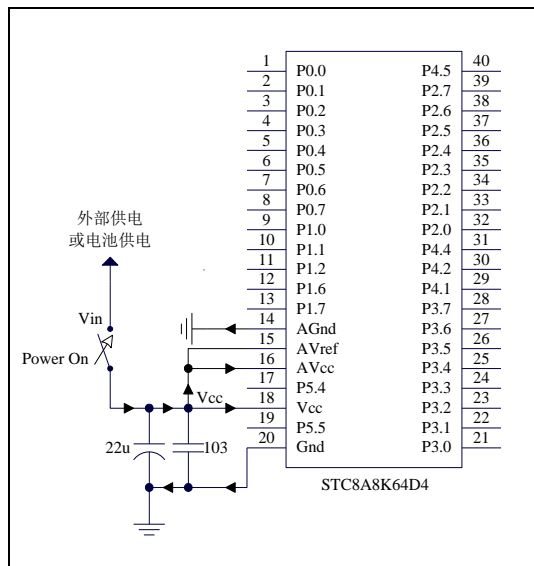 1 P0.0 P4.5 40
2 P0.1 P2.7 39
3 P0.2 P2.6 38
4 P0.3 P2.5 37
5 P0.4 P2.4 36
6 P0.5 P2.3 35
7 P0.6 P2.2 34
8 P0.7 P2.1 33
9 P1.0 P2.0 32
10 P1.1 P4.4 31
11 P1.2 P4.2 30
12 P1.6 P4.1 29
13 P1.7 P3.7 28
14 AGnd P3.6 27
15 AVref P3.5 26
16 AVcc P3.4 25
17 P5.4 P3.3 24
18 Vcc P3.2 23
19 P5.5 P3.1 22
20 Gnd P3.0 21
外部供电
或电池供电
Vin
Power On
Vcc
22u
103
STC8A8K64D4